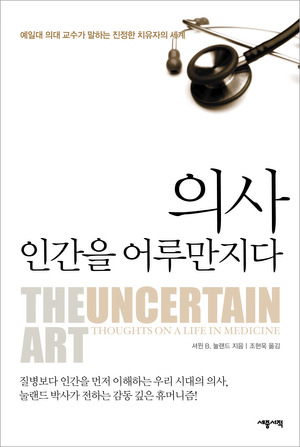 예일대 의대 교수가 말하는 진정한 치유자의 세계
의사
인간을 어루만지다
THE UNCERTAIN
ART THOUGHTS ON A LIFE IN MEDICINE
셔윈 B. 눌랜드 지음 | 조현욱 옮김
질병보다 인간을 먼저 이해하는 우리 시대의 의사,
눌랜드 박사가 전하는 감동 깊은 휴머니즘!
세종서적